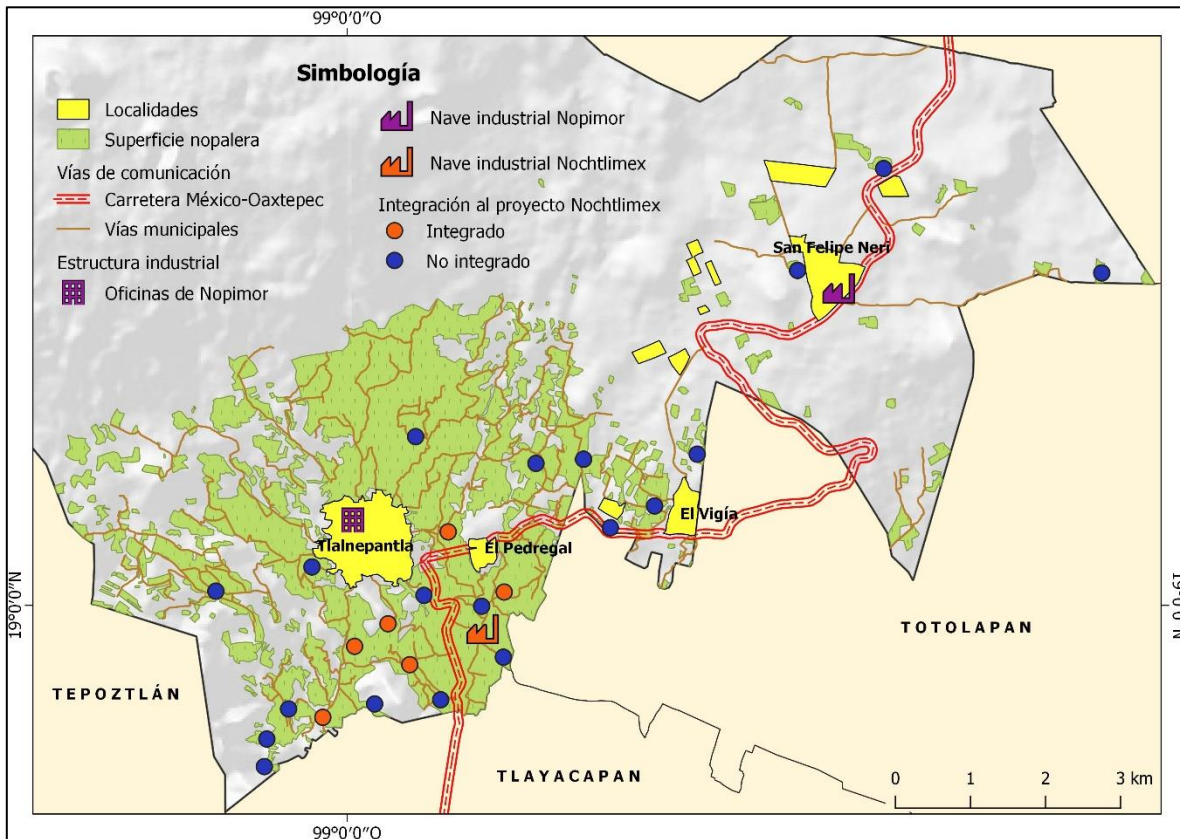 99°0'0"O
Simbología
Localidades
Superficie nopalera
Vías de comunicación
Carretera México-Oaxtepec
Vías municipales
Estructura industrial
Oficinas de Nopimor
Nave industrial Nopimor
Nave industrial Nochtlimex
Integración al proyecto Nochtlimex
Integrado
No integrado
San Felipe Neri
El Vigía
Tlalnepantla
El Pedregal
19°0'0"N
19°0'0"N
TOTOLAPAN
TEPOZTLÁN
TLAYACAPAN
0 1 2 3 km
99°0'0"O